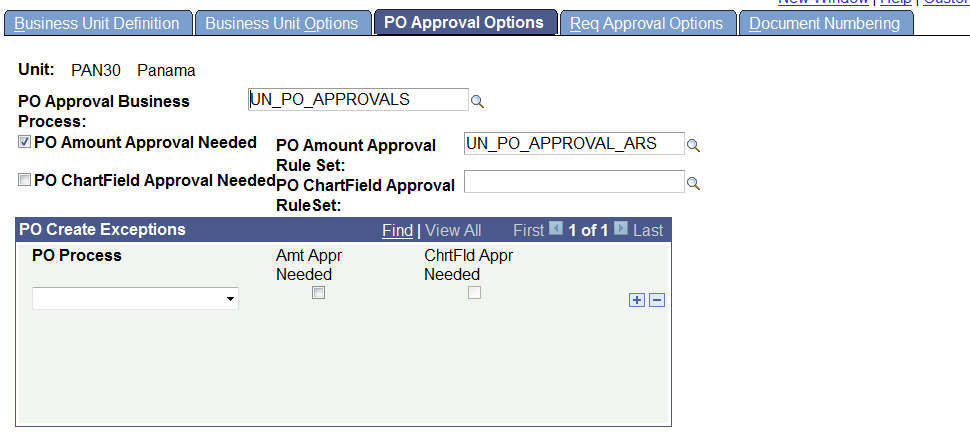 New Window | Help | Custom
Business Unit Definition Business Unit Options PO Approval Options Req Approval Options Document Numbering
Unit: PAN30 Panama
PO Approval Business Process: UN_PO_APPROVALS
PO Amount Approval Needed PO Amount Approval Rule Set: UN_PO_APPROVAL_ARS
PO ChartField Approval Needed PO ChartField Approval RuleSet:
PO Create Exceptions Find | View All First 1 of 1 Last
PO Process Amt Appr Needed ChrtFld Appr Needed